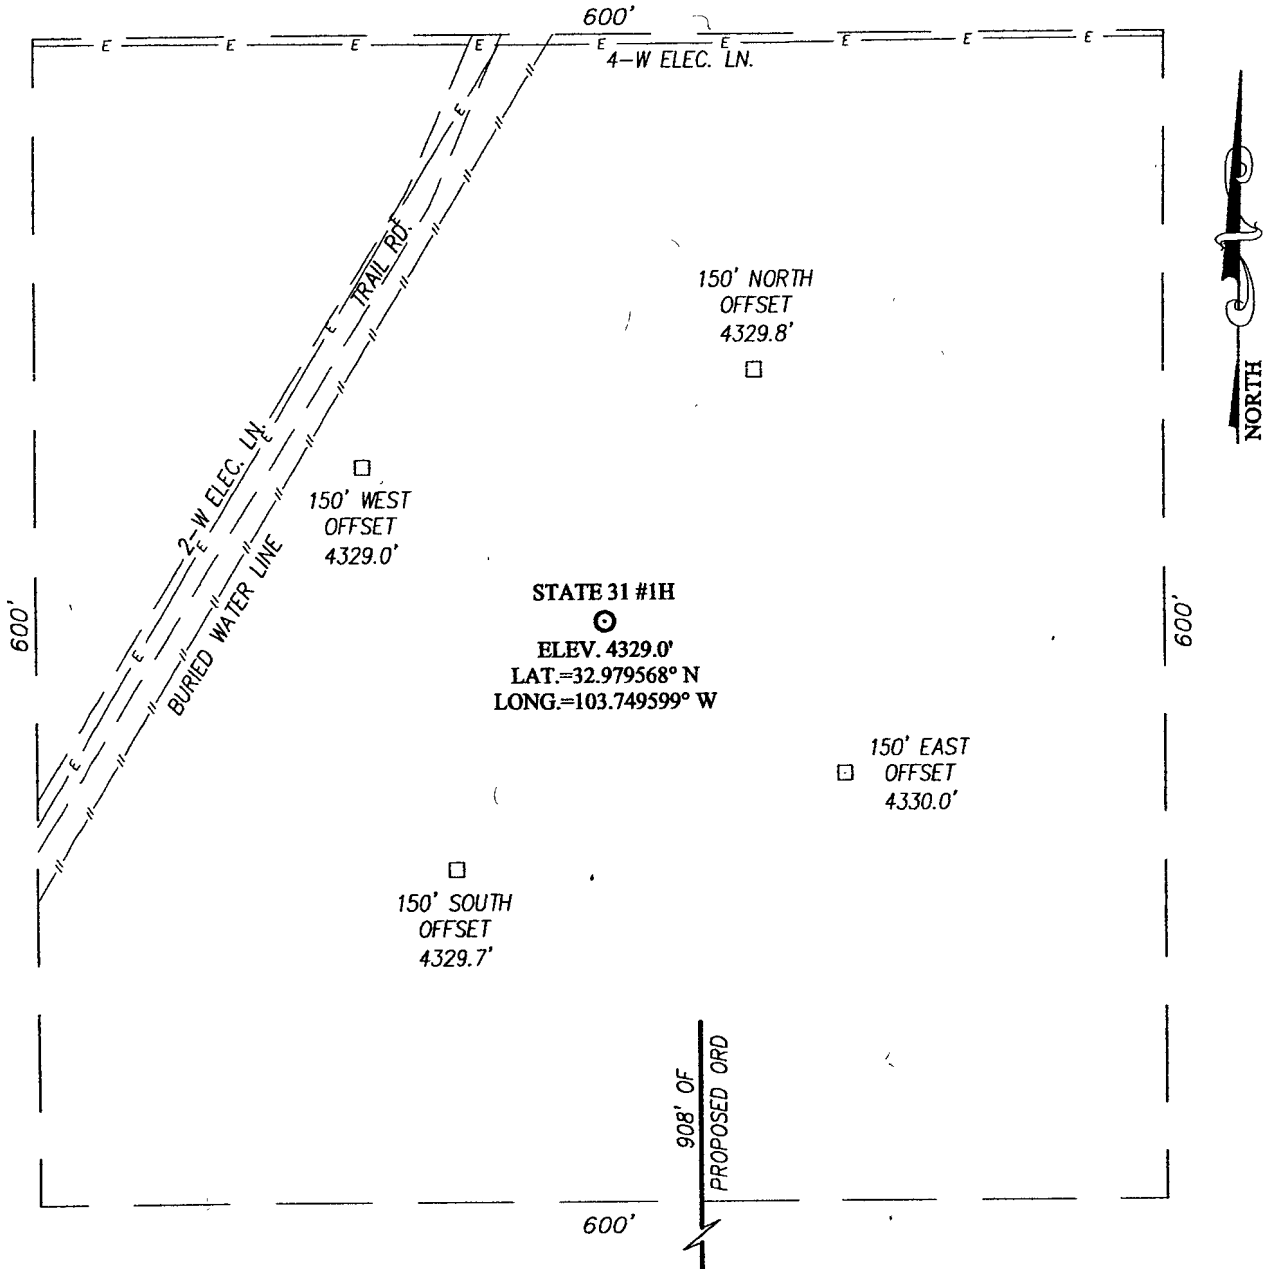 600'
E E E E E E E E E
4-W ELEC. LN.
E
E
TRAIL RD.
E
150' NORTH
OFFSET
4329.8'
NORTH
E
2-W ELEC. LN.
E
150' WEST
OFFSET
4329.0'
BURIED WATER LINE
E
E
600'
STATE 31 #1H
ELEV. 4329.0'
LAT.=32.979568° N
LONG.=103.749599° W
600'
150' EAST
OFFSET
4330.0'
150' SOUTH
OFFSET
4329.7'
908' OF
PROPOSED ORD
600'